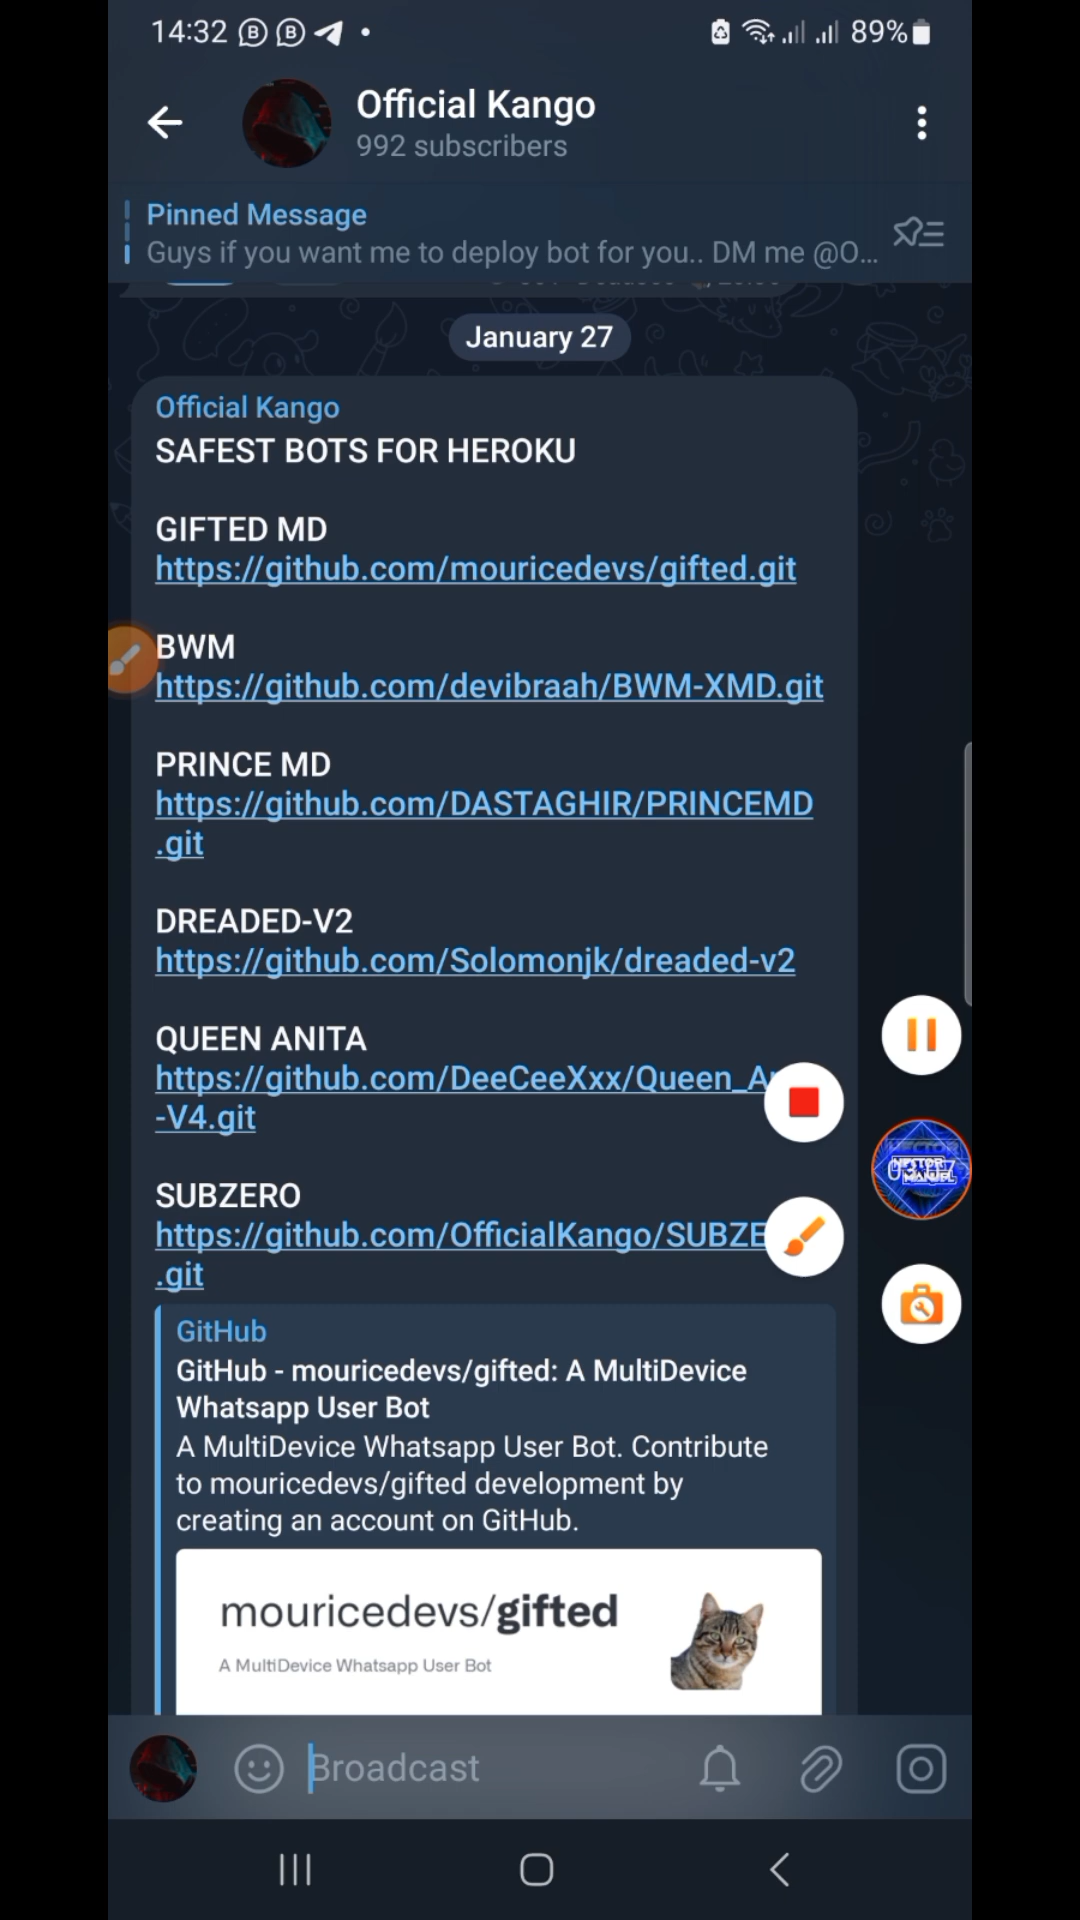 14:32
89%
Official Kango
992 subscribers
Pinned Message
Guys if you want me to deploy bot for you.. DM me @O...
January 27
Official Kango
SAFEST BOTS FOR HEROKU
GIFTED MD
https://github.com/mouricedevs/gifted.git
BWM
https://github.com/devibraah/BWM-XMD.git
PRINCE MD
https://github.com/DASTAGHIR/PRINCEMD
.git
DREADED-V2
https://github.com/Solomonjk/dreaded-v2
QUEEN ANITA
https://github.com/DeeCeeXxx/Queen_A
-V4.git
SUBZERO
https://github.com/OfficialKango/SUBZE
.git
HECTOR
MANUEL
GitHub
GitHub - mouricedevs/gifted: A MultiDevice
Whatsapp User Bot
A MultiDevice Whatsapp User Bot. Contribute
to mouricedevs/gifted development by
creating an account on GitHub.
mouricedevs/gifted
A MultiDevice Whatsapp User Bot
Broadcast